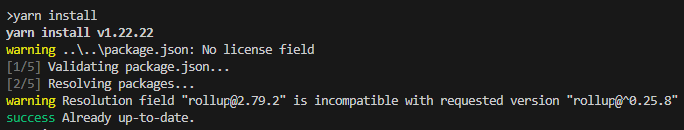 >yarn install
yarn install v1.22.22
warning ..\..\package.json: No license field
[1/5] Validating package.json...
[2/5] Resolving packages...
warning Resolution field "rollup@2.79.2" is incompatible with requested version "rollup@^0.25.8"
success Already up-to-date.